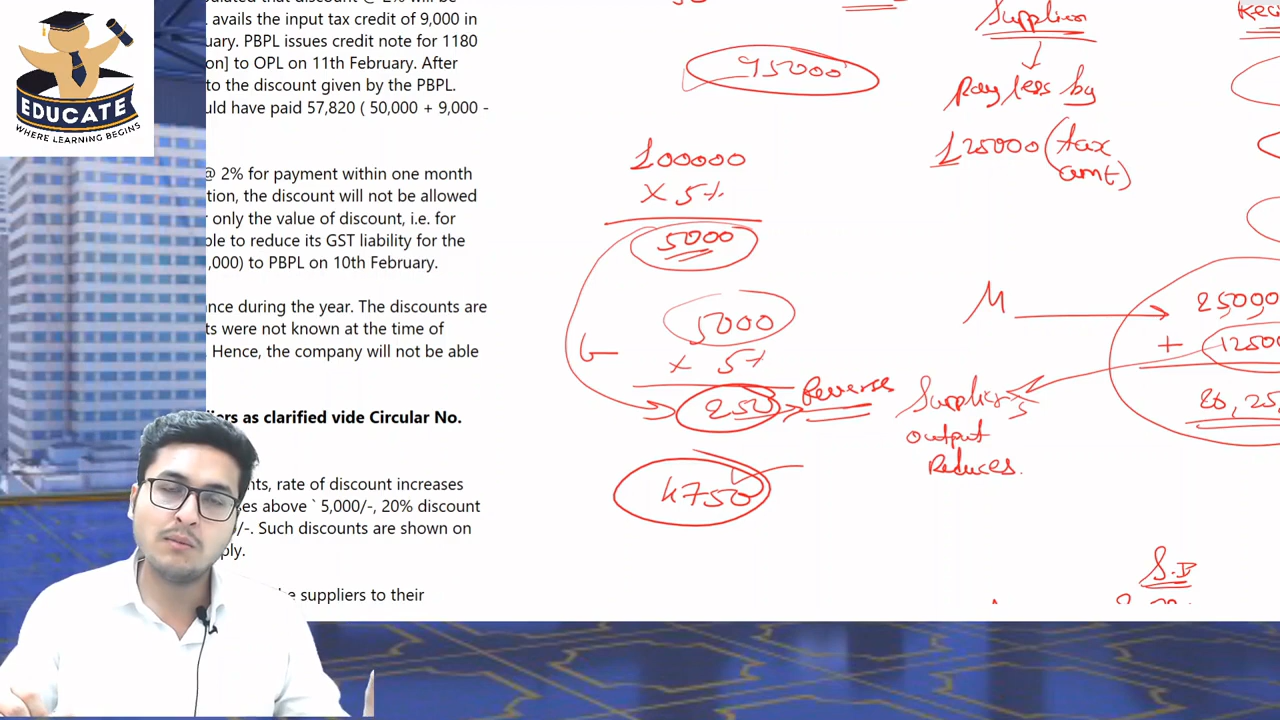 EDUCATE
WHERE LEARNING BEGINS
avails the input tax credit of 9,000 in
uary. PBPL issues credit note for 1180
on] to OPL on 11th February. After
to the discount given by the PBPL.
uld have paid 57,820 ( 50,000 + 9,000 -
@ 2% for payment within one month
tion, the discount will not be allowed
r only the value of discount, i.e. for
ble to reduce its GST liability for the
,000) to PBPL on 10th February.
nce during the year. The discounts are
ts were not known at the time of
Hence, the company will not be able
liers as clarified vide Circular No.
nts, rate of discount increases
es above ` 5,000/-, 20% discount
/-. Such discounts are shown on
ply.
e suppliers to their
95000
100000
x 5%
5000
5000
x 5%
250
Reverse
4750
Supplier
Pay less by
125000 (tax
amt)
M
+
Supplier's
output
Reduces.